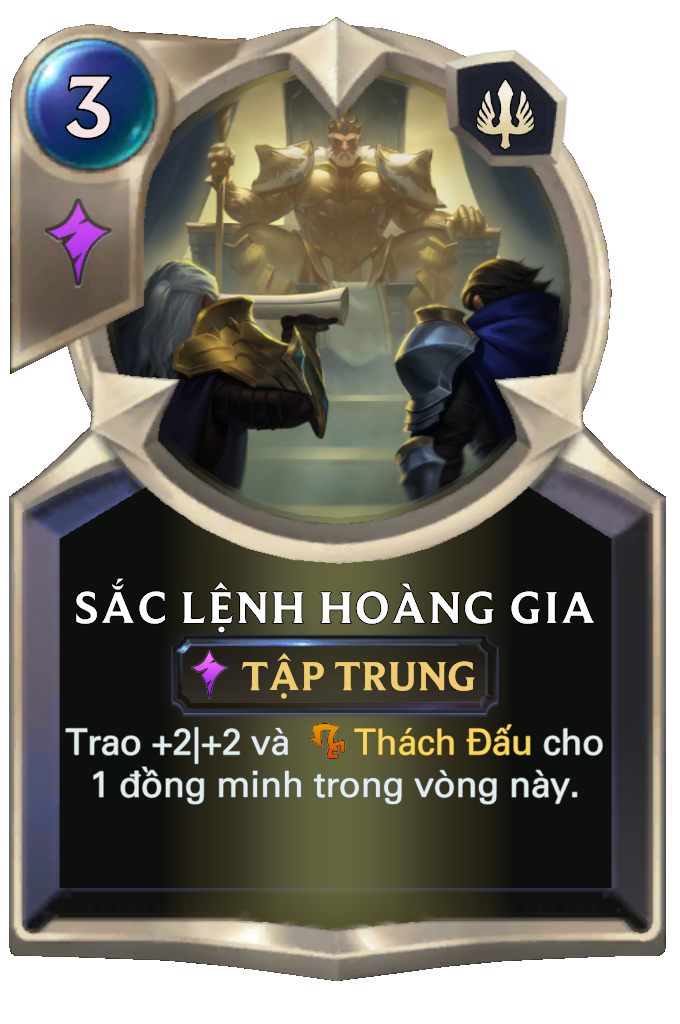 3
SẮC LỆNH HOÀNG GIA
TẬP TRUNG
Trao +2|+2 và Thách Đấu cho
1 đồng minh trong vòng này.